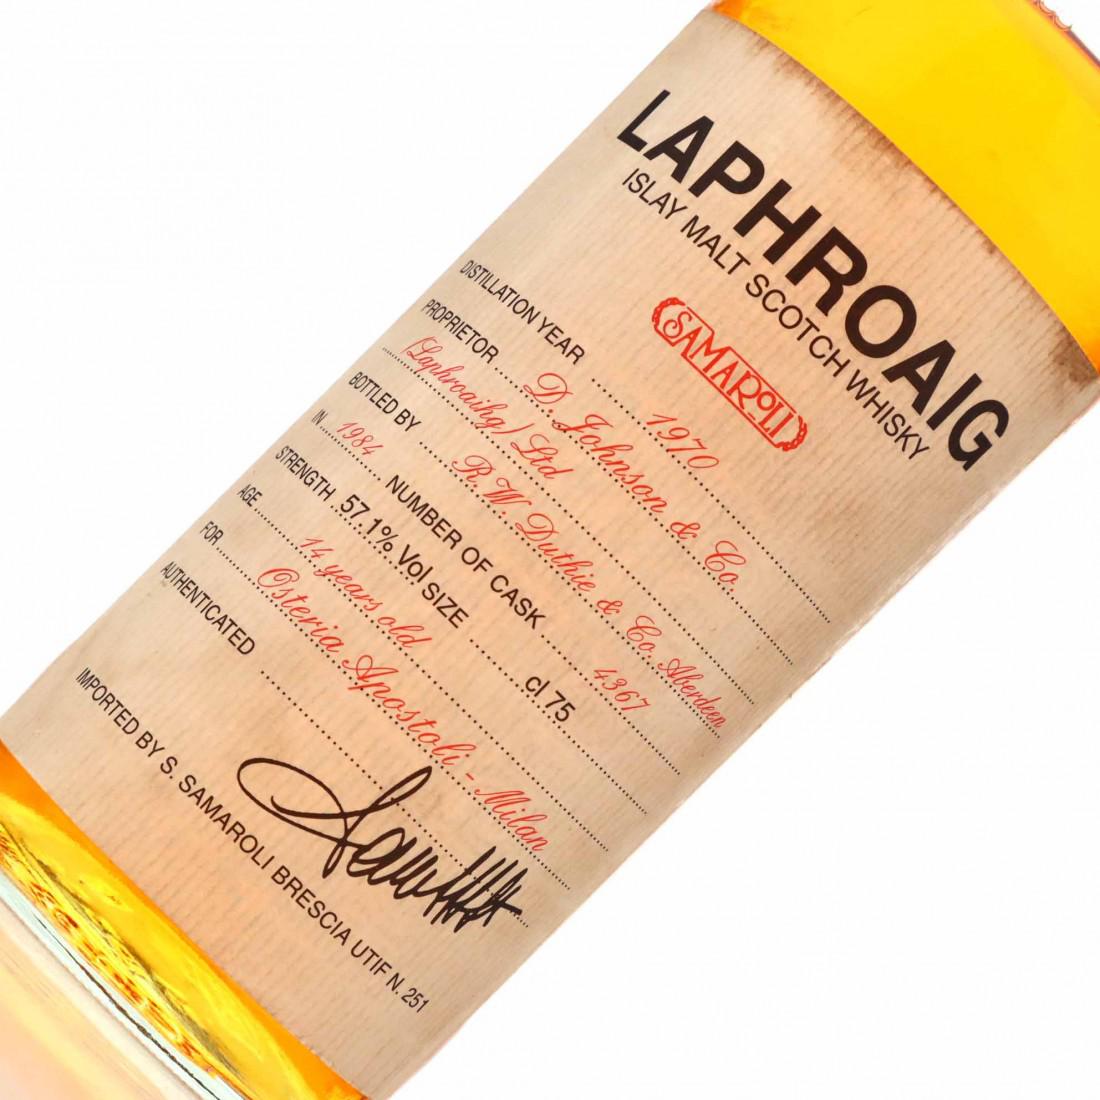 LAPHROAIG
ISLAY MALT SCOTCH WHISKY
SAMAROLI
DISTILLATION YEAR 1970
PROPRIETOR D. Johnson & Co.
(Laphroaihg) Ltd
BOTTLED BY R.W. Duthie & Co. Aberdeen
IN 1984 NUMBER OF CASK 4367
STRENGTH 57.1% Vol SIZE cl 75
AGE 14 years old
FOR Osteria Apostoli - Milan
AUTHENTICATED
IMPORTED BY S. SAMAROLI BRESCIA UTIF N. 251